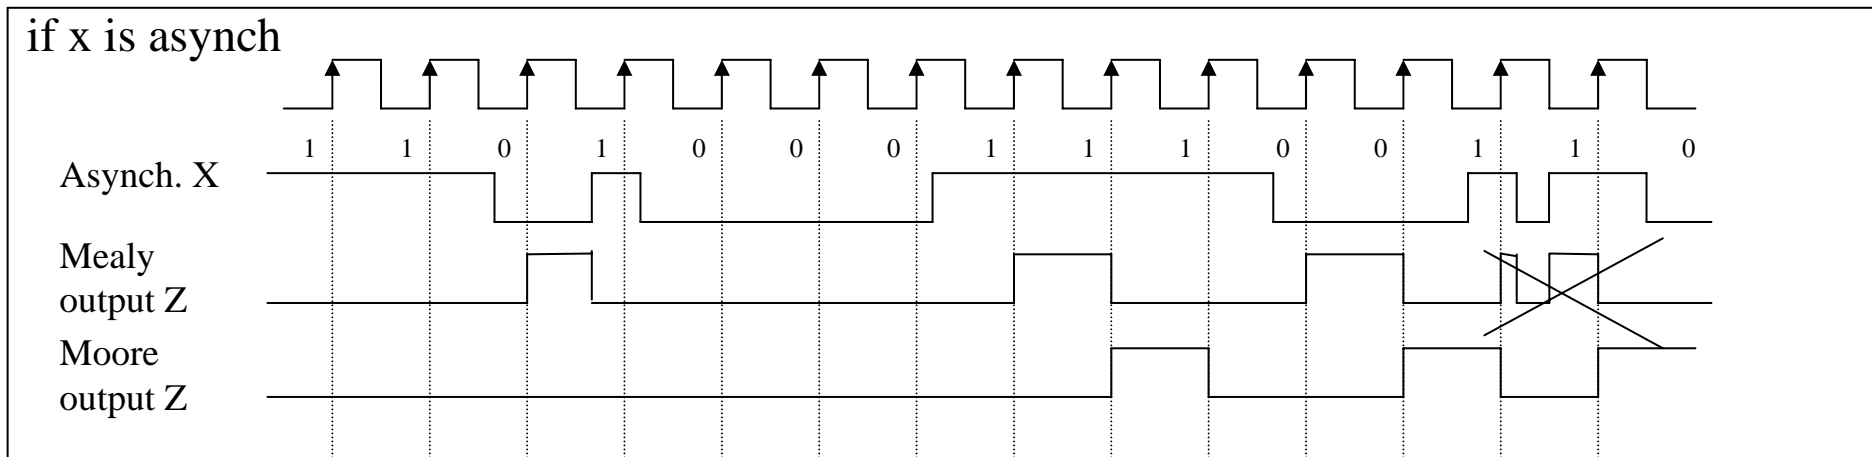 if x is asynch
1 1 0 1 0 0 0 1 1 1 0 0 1 1 0
Asynch. X
Mealy
output Z
Moore
output Z